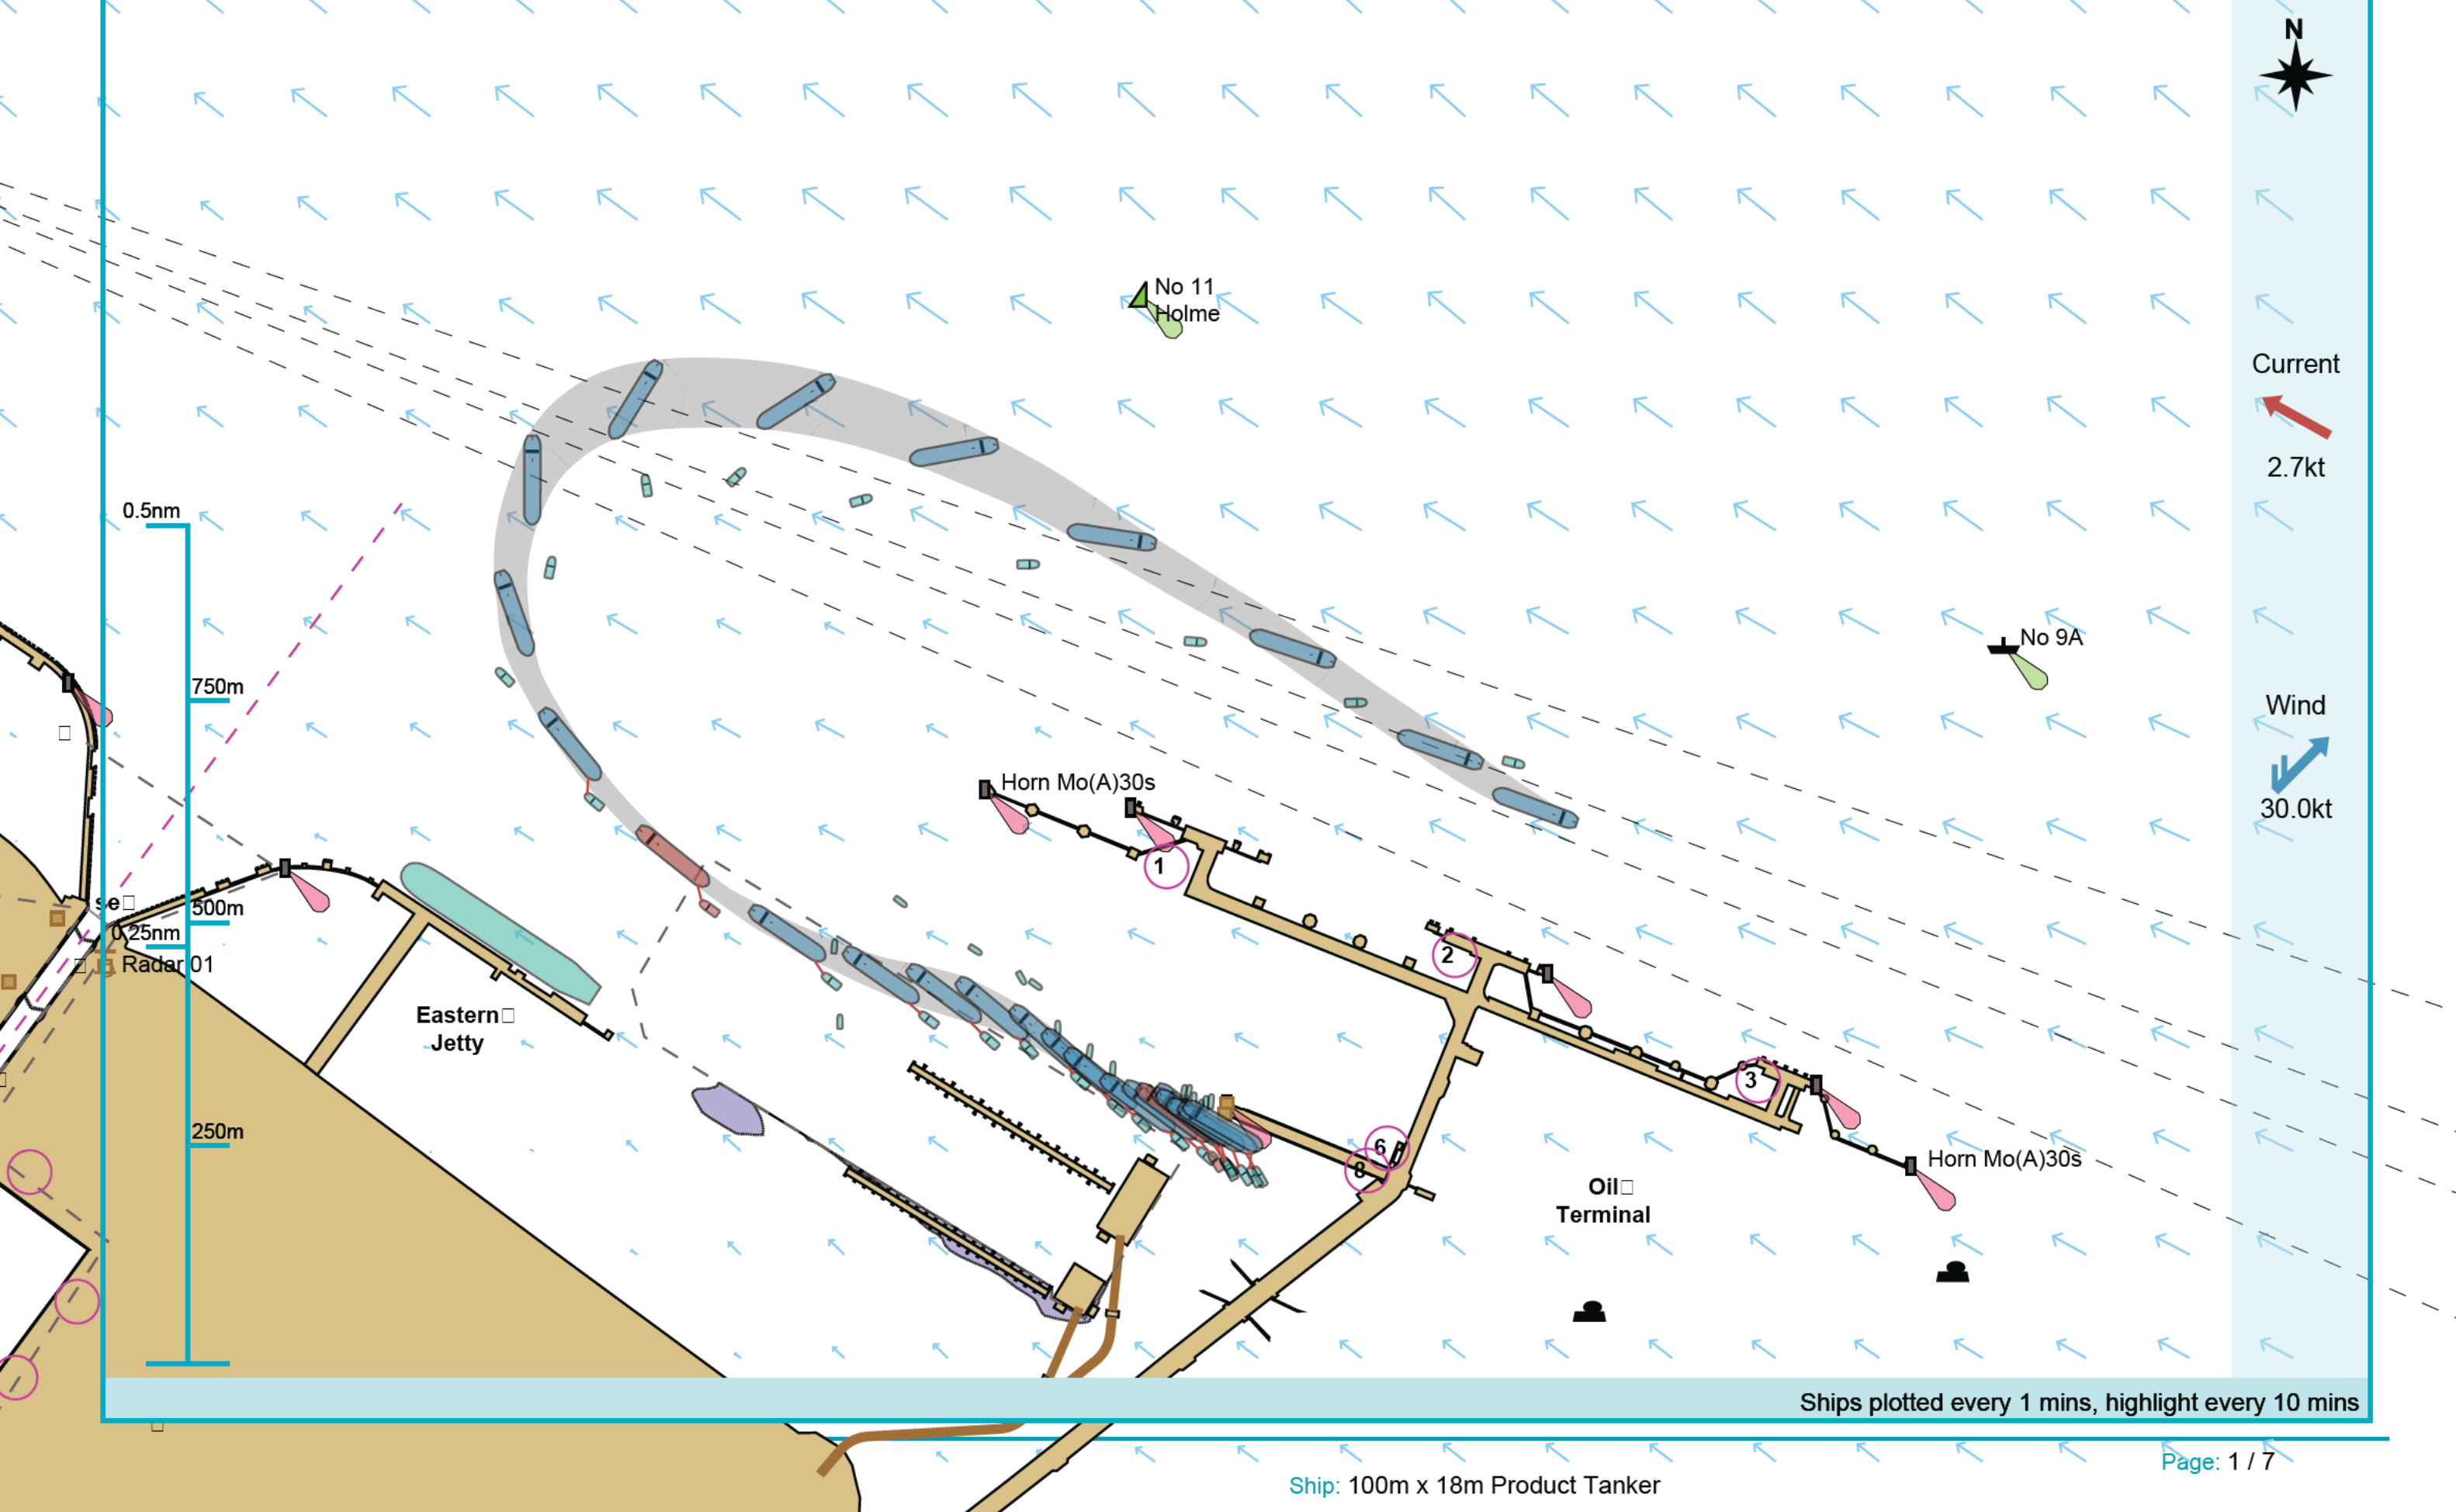 N
No 11
Holme
Current
2.7kt
0.5nm
No 9A
750m
Wind
Horn Mo(A)30s
30.0kt
1
se
500m
0.25nm
2
Radar 01
Eastern
Jetty
3
250m
6
8
Horn Mo(A)30s
Oil
Terminal
Ships plotted every 1 mins, highlight every 10 mins
Page: 1 / 7
Ship: 100m x 18m Product Tanker